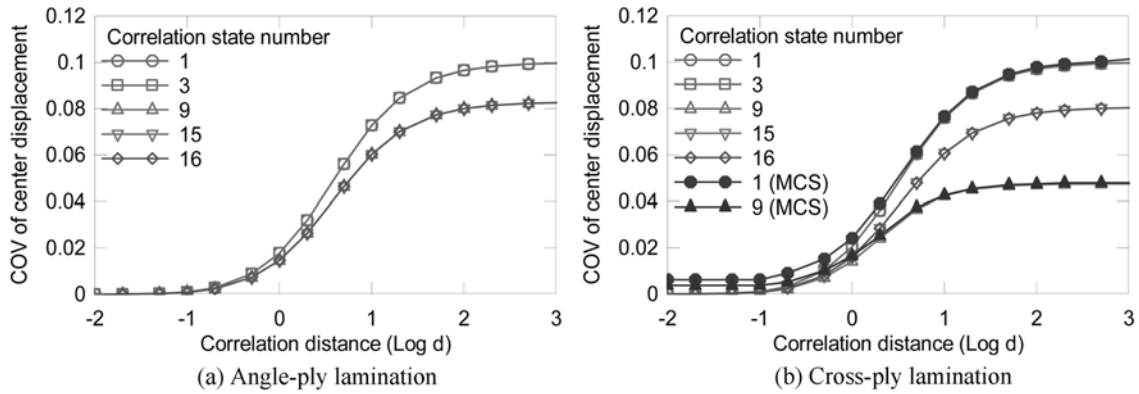 0.12
0.1
0.08
0.06
0.04
0.02
0
COV of center displacement
Correlation state number
1
3
9
15
16
-2 -1 0 1 2 3
Correlation distance (Log d)
(a) Angle-ply lamination
0.12
0.1
0.08
0.06
0.04
0.02
0
COV of center displacement
Correlation state number
1
3
9
15
16
1 (MCS)
9 (MCS)
-2 -1 0 1 2 3
Correlation distance (Log d)
(b) Cross-ply lamination